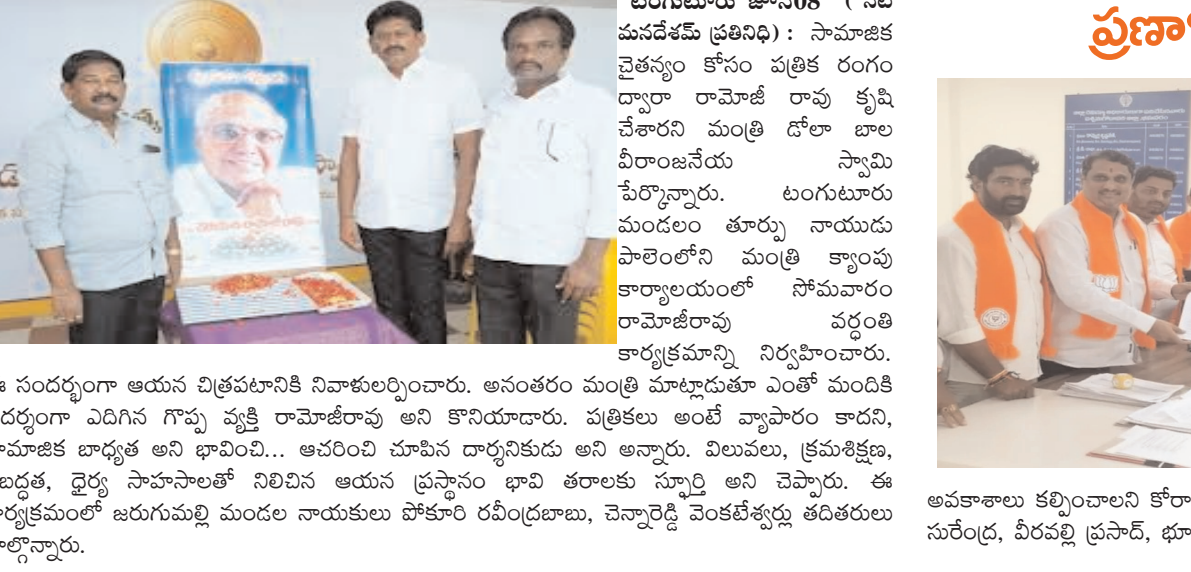 టంగుటూరు జూన్08 (సిటీ
మనదేశమ్ ప్రతినిధి) : సామాజిక
చైతన్యం కోసం పత్రిక రంగం
ద్వారా రామోజీ రావు కృషి
చేశారని మంత్రి డోలా బాల
వీరాంజనేయ స్వామి
పేర్కొన్నారు. టంగుటూరు
మండలం తూర్పు నాయుడు
పాలెంలోని మంత్రి క్యాంపు
కార్యాలయంలో సోమవారం
రామోజీరావు వర్ధంతి
కార్యక్రమాన్ని నిర్వహించారు.
ఈ సందర్భంగా ఆయన చిత్రపటానికి నివాళులర్పించారు. అనంతరం మంత్రి మాట్లాడుతూ ఎంతో మందికి
దర్శంగా ఎదిగిన గొప్ప వ్యక్తి రామోజీరావు అని కొనియాడారు. పత్రికలు అంటే వ్యాపారం కాదని,
మాజిక బాధ్యత అని భావించి... ఆచరించి చూపిన దార్శనికుడు అని అన్నారు. విలువలు, క్రమశిక్షణ,
బద్ధత, ధైర్య సాహసాలతో నిలిచిన ఆయన ప్రస్థానం భావి తరాలకు స్ఫూర్తి అని చెప్పారు. ఈ
ర్యక్రమంలో జరుగుమల్లి మండల నాయకులు పోకూరి రవీంద్రబాబు, చెన్నారెడ్డి వెంకటేశ్వర్లు తదితరులు
ల్గొన్నారు.
ప్రణా
అవకాశాలు కల్పించాలని కోరా
సురేంద్ర, వీరవల్లి ప్రసాద్, భూ